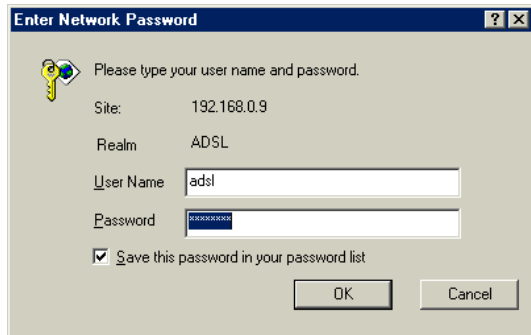 Enter Network Password
Please type your user name and password.
Site: 192.168.0.9
Realm ADSL
User Name adsl
Password ********
Save this password in your password list
OK Cancel